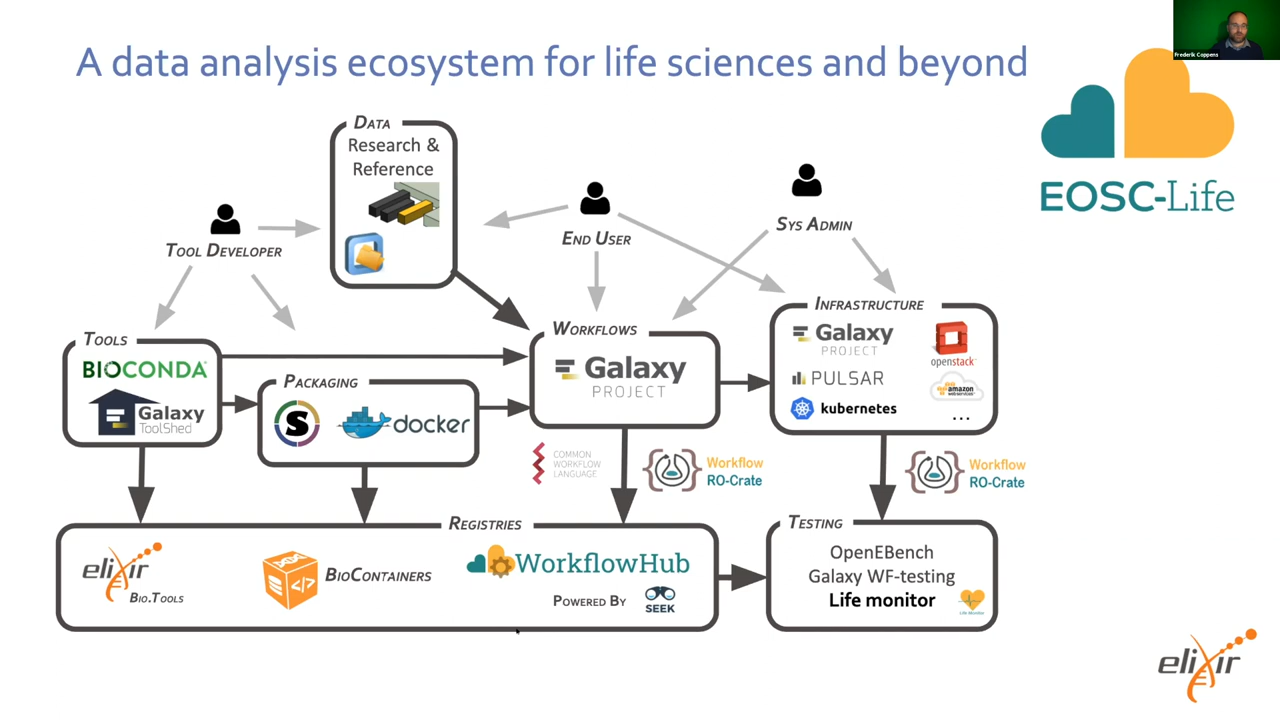 A data analysis ecosystem for life sciences and beyond
Frederik Coppens
EOSC-Life
DATA
Research &
Reference
TOOL DEVELOPER
END USER
SYS ADMIN
TOOLS
BIOCONDA
Galaxy
ToolShed
PACKAGING
S
docker
WORKFLOWS
Galaxy
PROJECT
INFRASTRUCTURE
Galaxy
PROJECT
openstack
PULSAR
amazon
webservices
kubernetes
...
COMMON
WORKFLOW
LANGUAGE
Workflow
RO-Crate
Workflow
RO-Crate
REGISTRIES
elixir
BIO.TOOLS
BIOCONTAINERS
WorkflowHub
POWERED BY
SEEK
TESTING
OpenEBench
Galaxy WF-testing
Life monitor
Life Monitor
elixir